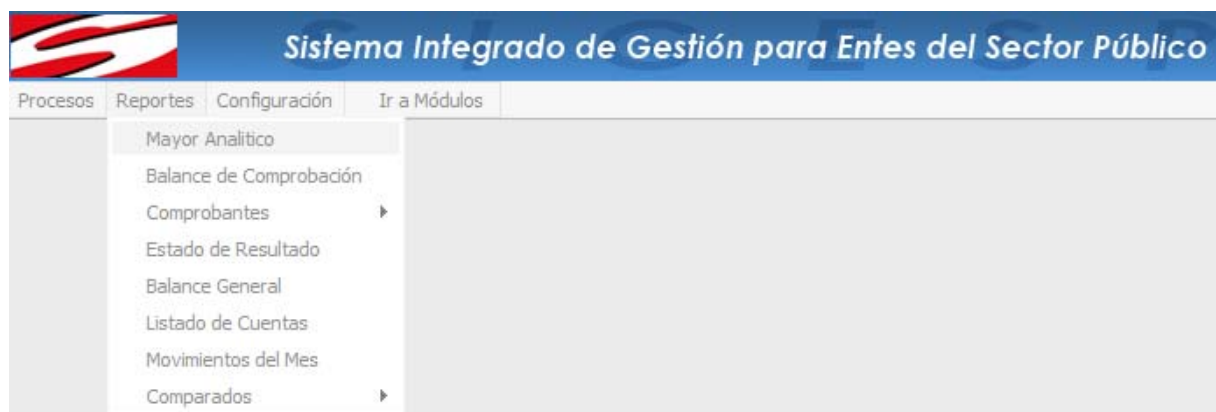 S I G E S P
Sistema Integrado de Gestión para Entes del Sector Público
Procesos Reportes Configuración Ir a Módulos
Mayor Analitico
Balance de Comprobación
Comprobantes
Estado de Resultado
Balance General
Listado de Cuentas
Movimientos del Mes
Comparados